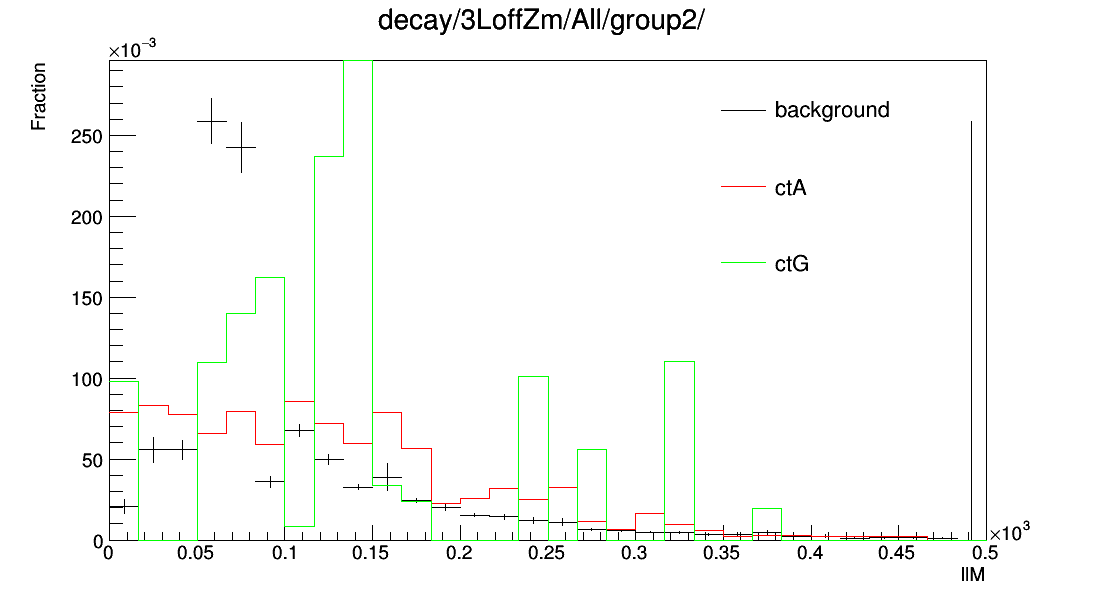 decay/3LoffZm/All/group2/
×10⁻³
Fraction
background
ctA
ctG
250
200
150
100
50
0
0 0.05 0.1 0.15 0.2 0.25 0.3 0.35 0.4 0.45 0.5
×10³
llM